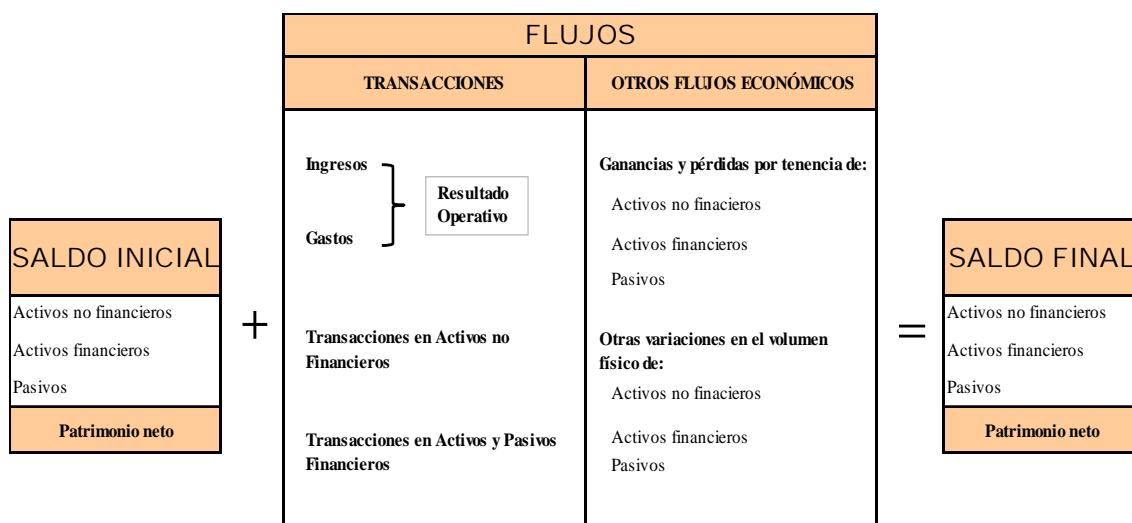 FLUJOS
TRANSACCIONES
OTROS FLUJOS ECONÓMICOS
SALDO INICIAL
Activos no financieros
Activos financieros
Pasivos
Patrimonio neto
+
Ingresos
Gastos
Resultado
Operativo
Transacciones en Activos no
Financieros
Transacciones en Activos y Pasivos
Financieros
Ganancias y pérdidas por tenencia de:
Activos no finacieros
Activos financieros
Pasivos
Otras variaciones en el volumen
físico de:
Activos no finacieros
Activos financieros
Pasivos
=
SALDO FINAL
Activos no financieros
Activos financieros
Pasivos
Patrimonio neto